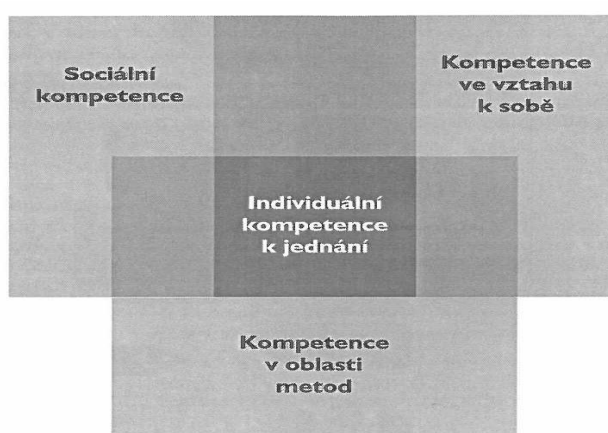 Sociální
kompetence
Kompetence
ve vztahu
k sobě
Individuální
kompetence
k jednání
Kompetence
v oblasti
metod